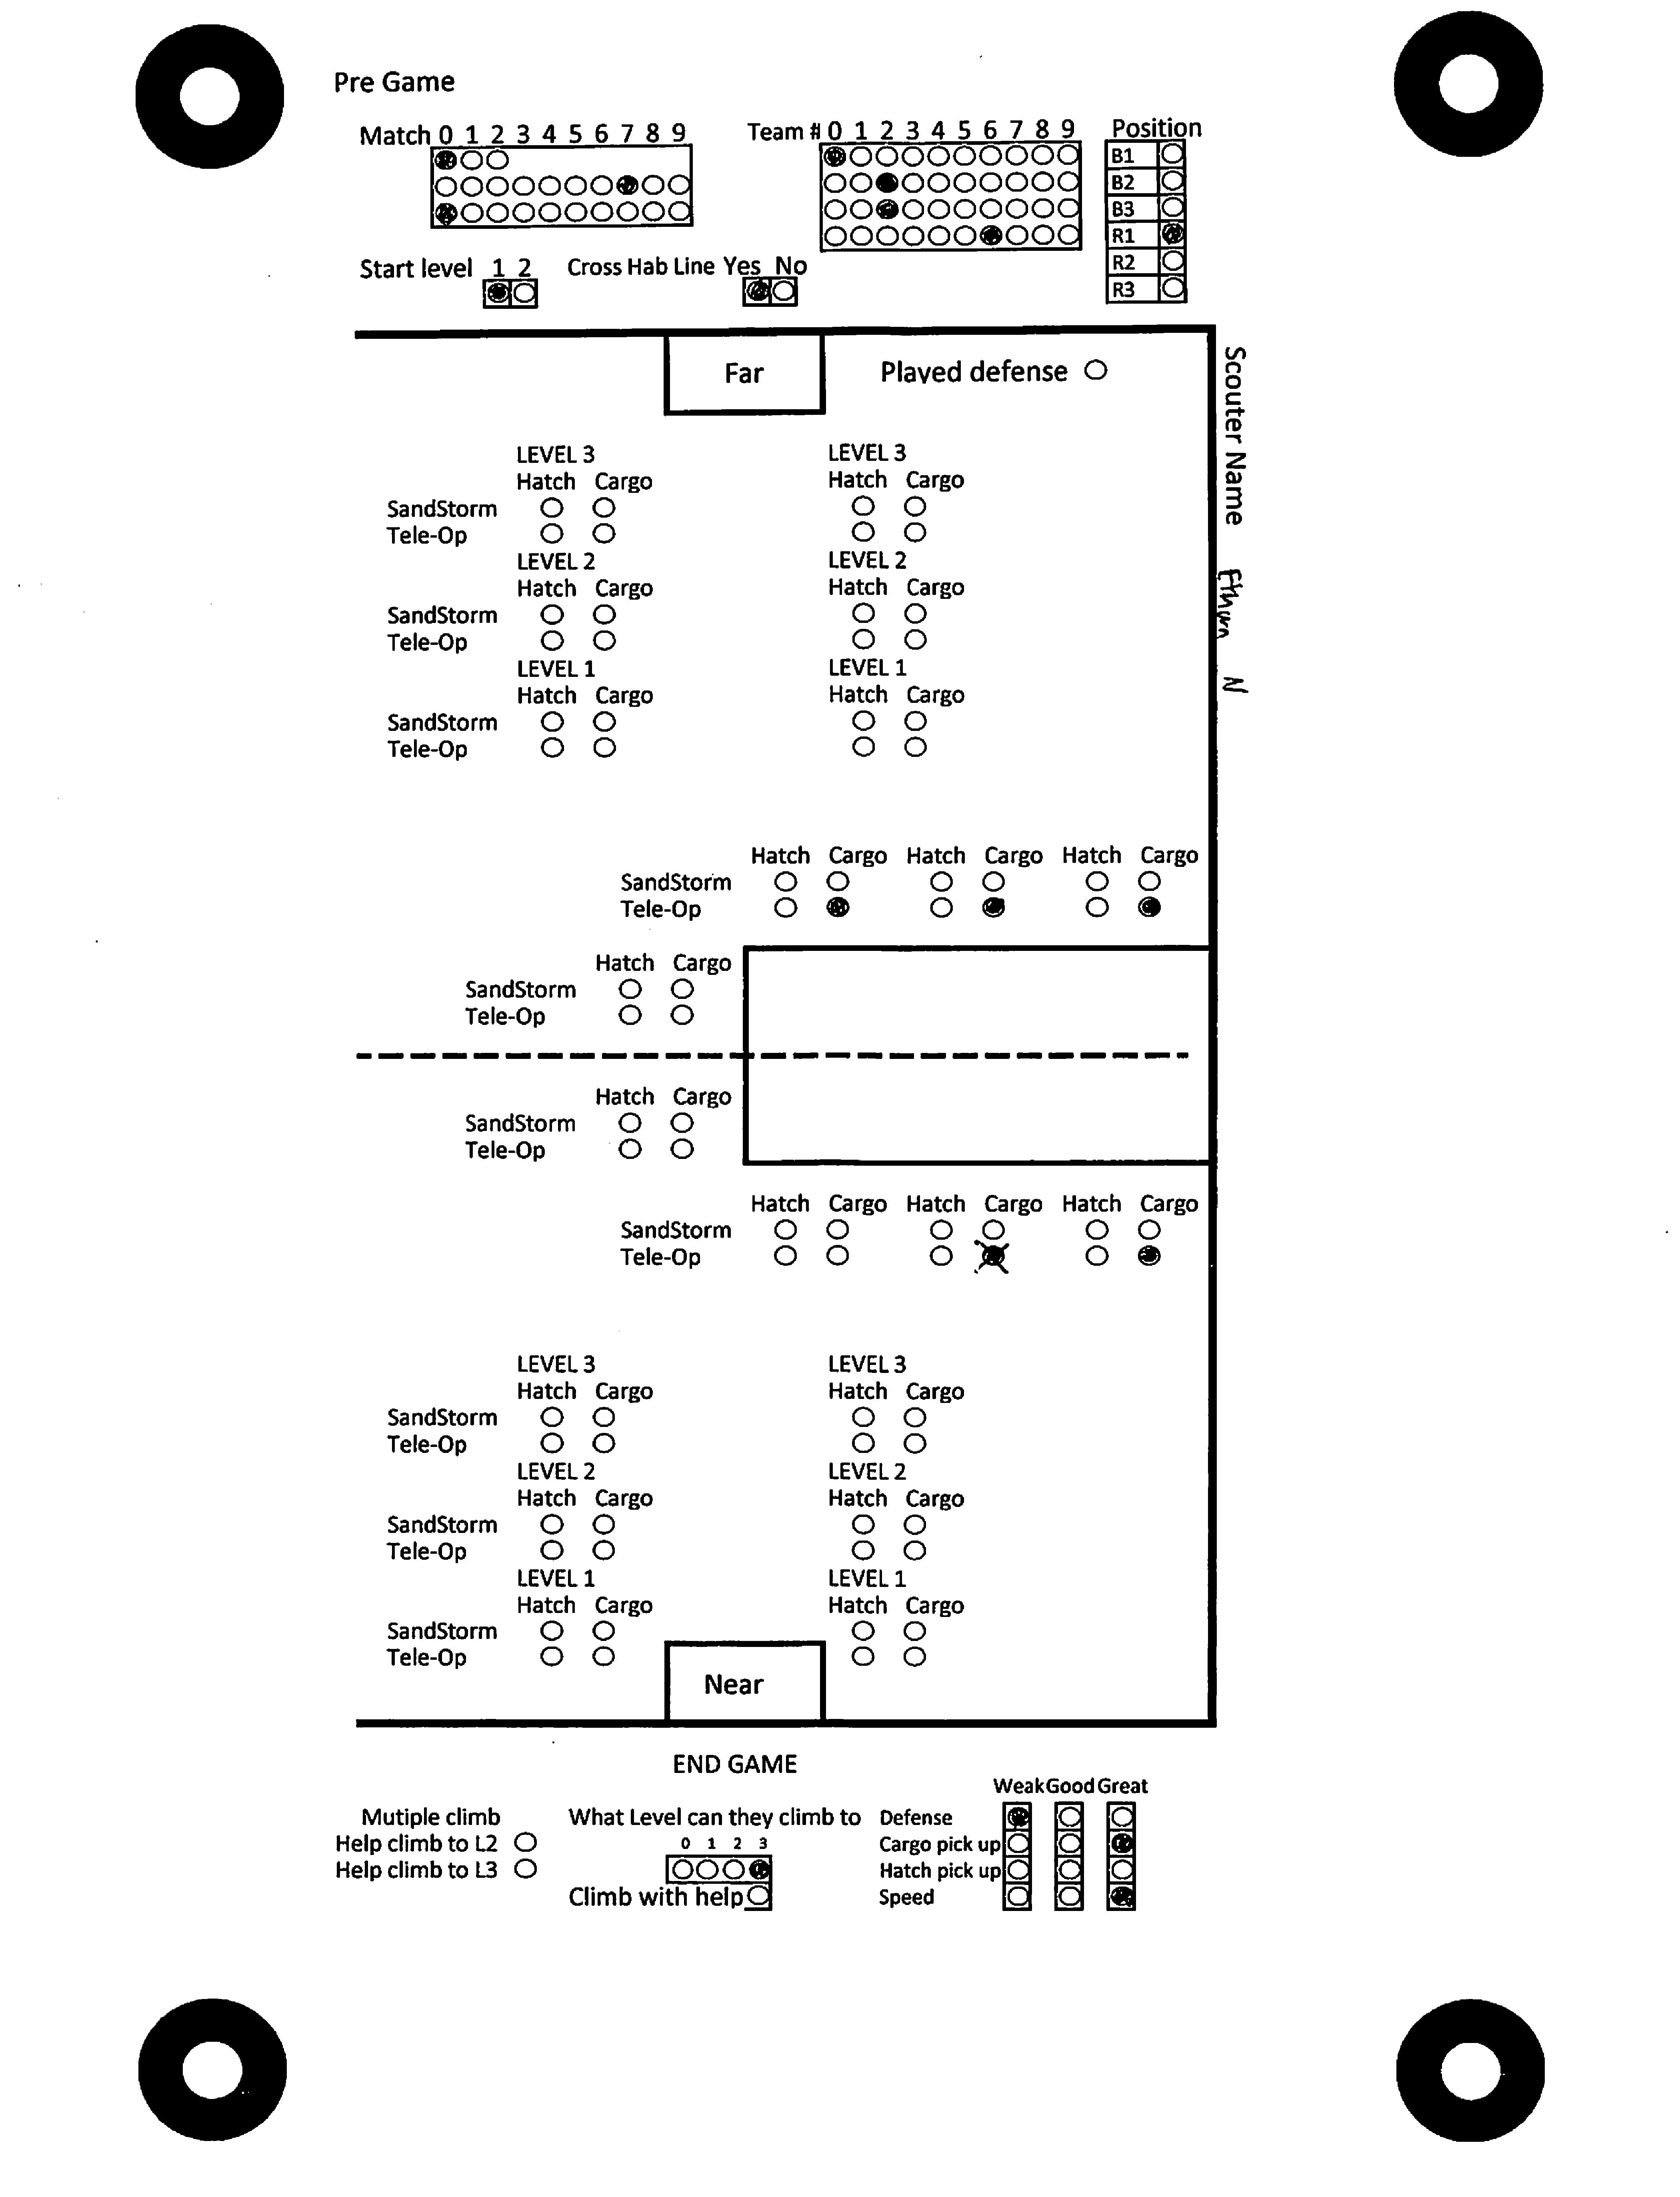 Pre Game
Match 0 1 2 3 4 5 6 7 8 9
Team # 0 1 2 3 4 5 6 7 8 9
Position
B1
B2
B3
R1
R2
R3
Start level 1 2
Cross Hab Line Yes No
Scouter Name
Far
Played defense
LEVEL 3 LEVEL 3
Hatch Cargo Hatch Cargo
SandStorm
Tele-Op
LEVEL 2 LEVEL 2
Hatch Cargo Hatch Cargo
SandStorm
Tele-Op
LEVEL 1 LEVEL 1
Hatch Cargo Hatch Cargo
SandStorm
Tele-Op
Hatch Cargo Hatch Cargo Hatch Cargo
SandStorm
Tele-Op
Hatch Cargo
SandStorm
Tele-Op
Hatch Cargo
SandStorm
Tele-Op
Hatch Cargo Hatch Cargo Hatch Cargo
SandStorm
Tele-Op
LEVEL 3 LEVEL 3
Hatch Cargo Hatch Cargo
SandStorm
Tele-Op
LEVEL 2 LEVEL 2
Hatch Cargo Hatch Cargo
SandStorm
Tele-Op
LEVEL 1 LEVEL 1
Hatch Cargo Hatch Cargo
SandStorm
Tele-Op
Near
END GAME
Mutiple climb
Help climb to L2
Help climb to L3
What Level can they climb to
0 1 2 3
Climb with help
Weak Good Great
Defense
Cargo pick up
Hatch pick up
Speed